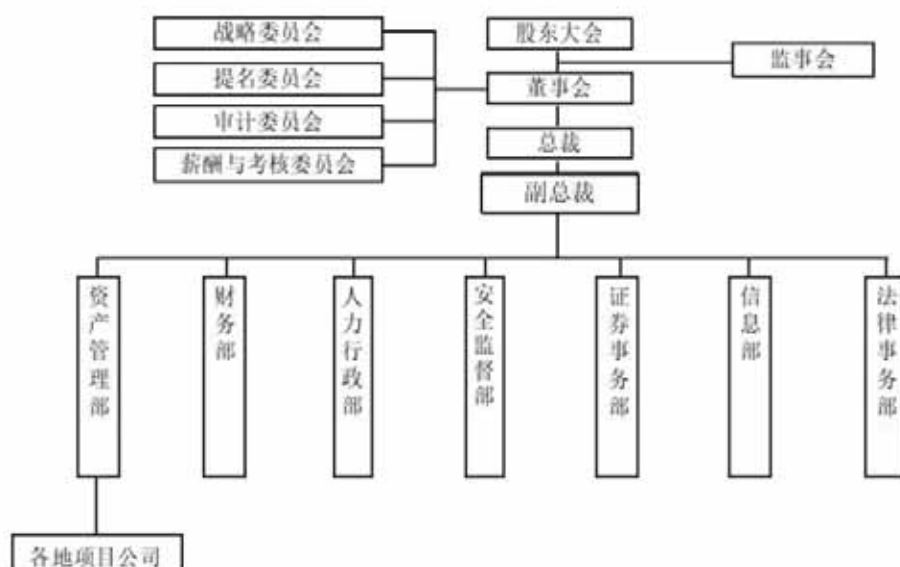 战略委员会
股东大会
监事会
提名委员会
董事会
审计委员会
总裁
薪酬与考核委员会
副总裁
资产管理部
财务部
人力行政部
安全监督部
证券事务部
信息部
法律事务部
各地项目公司